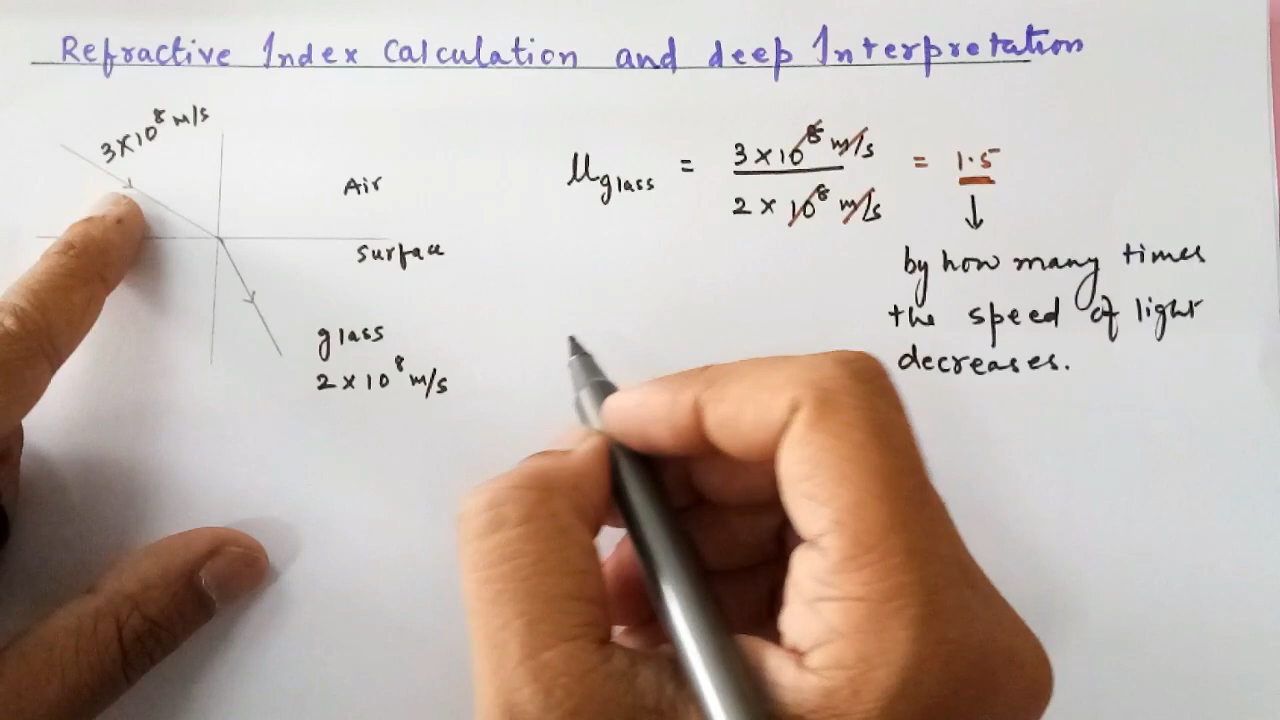 Refractive Index Calculation and deep Interpretation
3×10⁸ m/s
Air
Surface
glass
2×10⁸ m/s
μglass = 3×10⁸ m/s / 2×10⁸ m/s = 1.5
↓
by how many times
the speed of light
decreases.